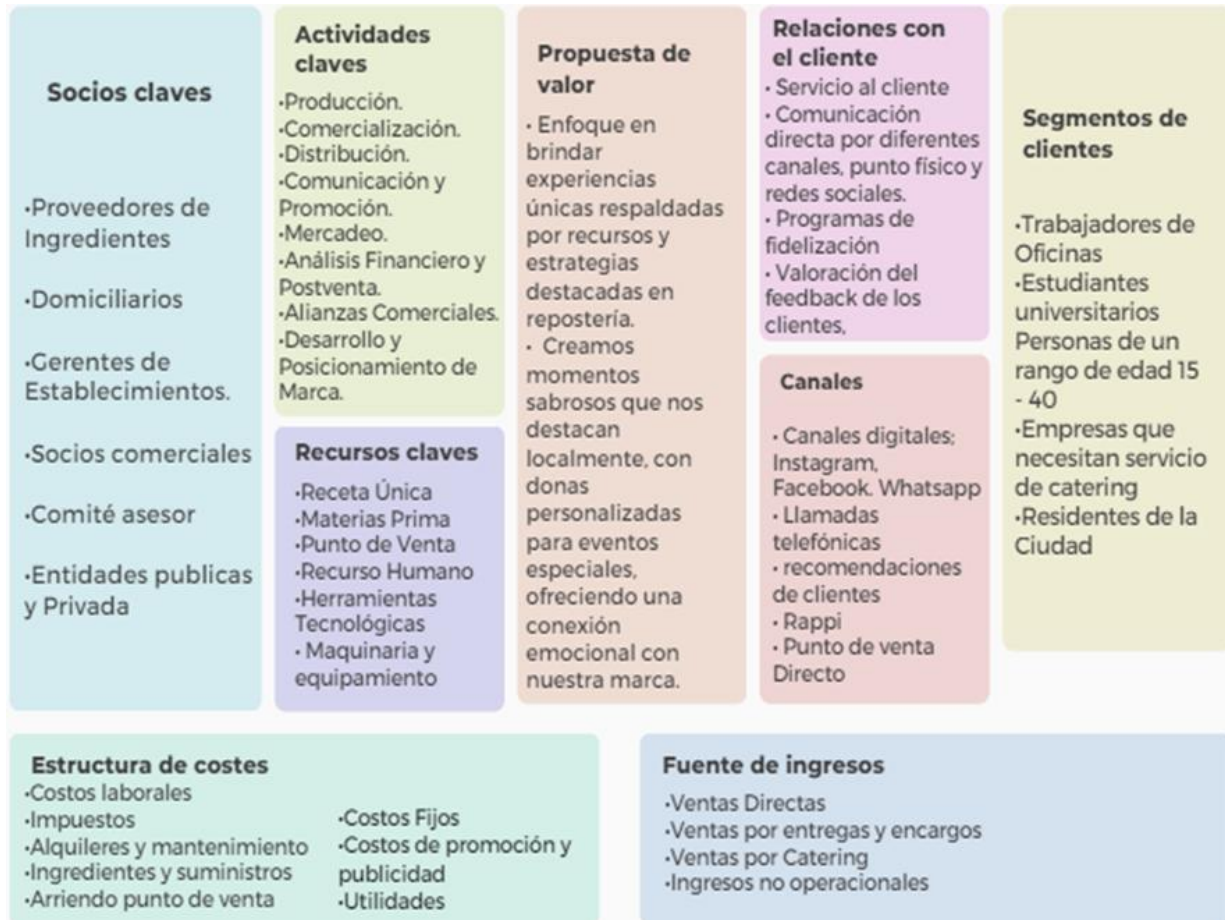 Socios claves
•Proveedores de
Ingredientes
•Domiciliarios
•Gerentes de
Establecimientos.
•Socios comerciales
•Comité asesor
•Entidades publicas
y Privada
Actividades
claves
•Producción.
•Comercialización.
•Distribución.
•Comunicación y
Promoción.
•Mercadeo.
•Análisis Financiero y
Postventa.
•Alianzas Comerciales.
•Desarrollo y
Posicionamiento de
Marca.
Recursos claves
•Receta Única
•Materias Prima
•Punto de Venta
•Recurso Humano
•Herramientas
Tecnológicas
• Maquinaria y
equipamiento
Propuesta de
valor
• Enfoque en
brindar
experiencias
únicas respaldadas
por recursos y
estrategias
destacadas en
repostería.
• Creamos
momentos
sabrosos que nos
destacan
localmente, con
donas
personalizadas
para eventos
especiales,
ofreciendo una
conexión
emocional con
nuestra marca.
Relaciones con
el cliente
• Servicio al cliente
• Comunicación
directa por diferentes
canales, punto físico y
redes sociales.
• Programas de
fidelización
• Valoración del
feedback de los
clientes,
Canales
• Canales digitales;
Instagram,
Facebook. Whatsapp
• Llamadas
telefónicas
• recomendaciones
de clientes
• Rappi
• Punto de venta
Directo
Segmentos de
clientes
•Trabajadores de
Oficinas
•Estudiantes
universitarios
Personas de un
rango de edad 15
- 40
•Empresas que
necesitan servicio
de catering
•Residentes de la
Ciudad
Estructura de costes
•Costos laborales
•Impuestos
•Alquileres y mantenimiento
•Ingredientes y suministros
•Arriendo punto de venta
•Costos Fijos
•Costos de promoción y
publicidad
•Utilidades
Fuente de ingresos
•Ventas Directas
•Ventas por entregas y encargos
•Ventas por Catering
•Ingresos no operacionales